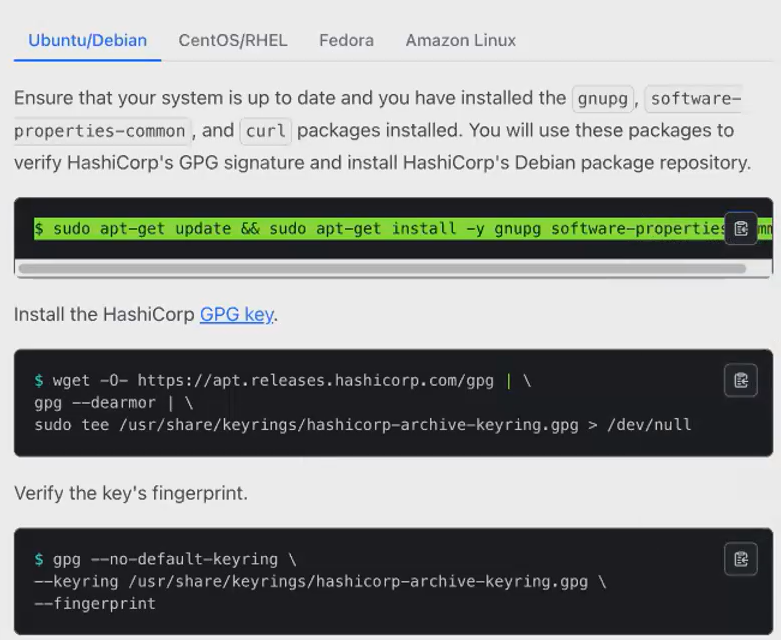 Ubuntu/Debian CentOS/RHEL Fedora Amazon Linux
Ensure that your system is up to date and you have installed the gnupg, software-
properties-common, and curl packages installed. You will use these packages to
verify HashiCorp's GPG signature and install HashiCorp's Debian package repository.
$ sudo apt-get update && sudo apt-get install -y gnupg software-properties
Install the HashiCorp GPG key.
$ wget -O- https://apt.releases.hashicorp.com/gpg | \
gpg --dearmor | \
sudo tee /usr/share/keyrings/hashicorp-archive-keyring.gpg > /dev/null
Verify the key's fingerprint.
$ gpg --no-default-keyring \
--keyring /usr/share/keyrings/hashicorp-archive-keyring.gpg \
--fingerprint